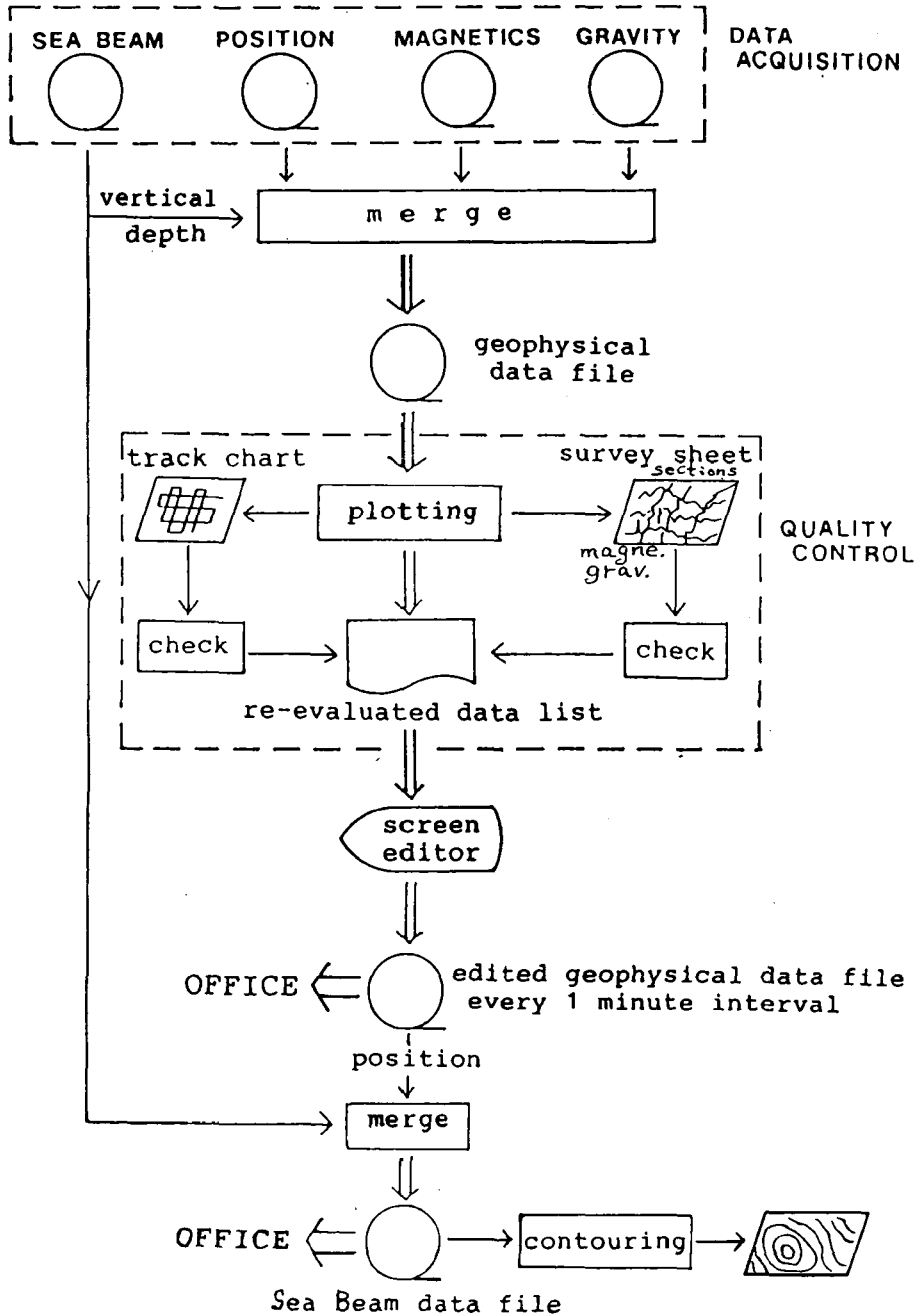 SEA BEAM POSITION MAGNETICS GRAVITY
DATA
ACQUISITION
vertical
depth
m e r g e
geophysical
data file
track chart
survey sheet
sections
plotting
magne.
grav.
QUALITY
CONTROL
check
check
re-evaluated data list
screen
editor
OFFICE
edited geophysical data file
every 1 minute interval
position
merge
OFFICE
contouring
Sea Beam data file